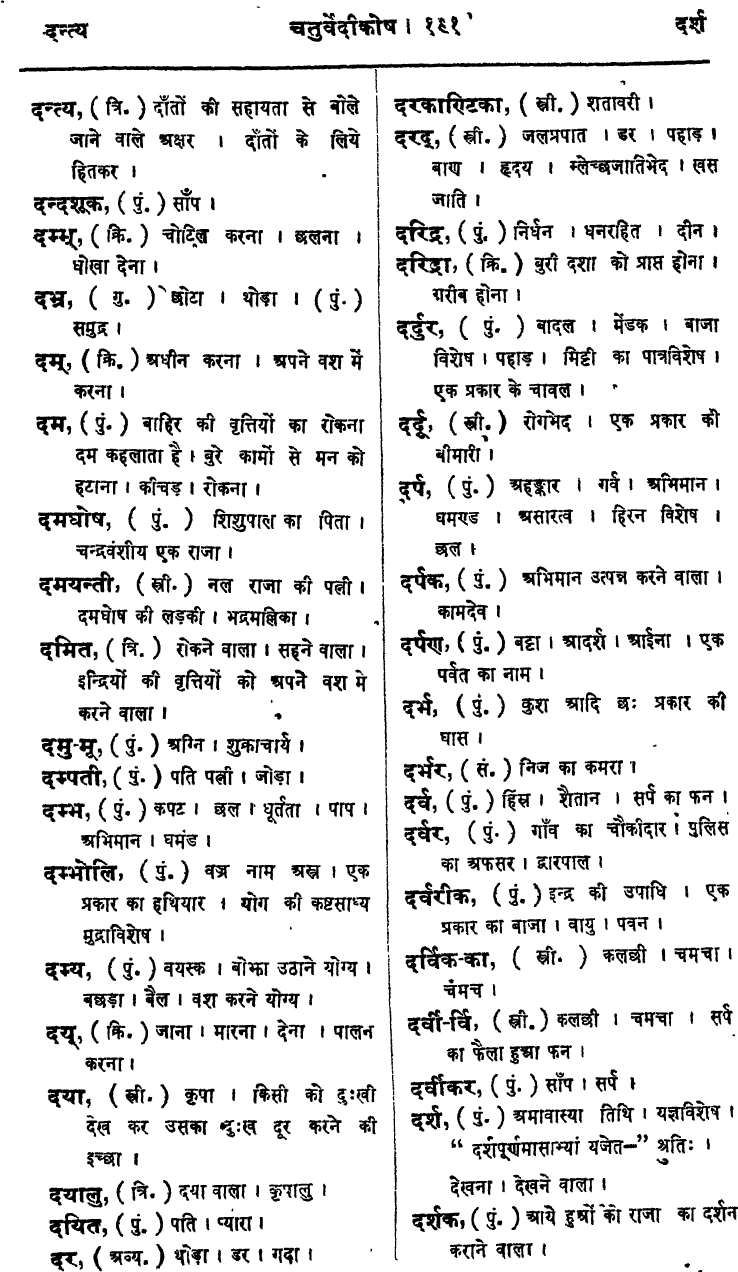 दन्त्य चतुर्वेदीकोष । १९१ दर्श
दन्त्य, ( त्रि. ) दाँतों की सहायता से बोले
जाने वाले अक्षर । दाँतों के लिये
हितकर ।
दन्दशूक, ( पुं. ) साँप ।
दम्भ्, ( क्रि. ) चोटिल करना । छलना ।
धोखा देना ।
दभ्र, ( गु. ) छोटा । थोड़ा । ( पुं. )
समुद्र ।
दम्, ( क्रि. ) अधीन करना । अपने वश में
करना ।
दम, ( पुं. ) बाहिर की वृत्तियों का रोकना
दम कहलाता है । बुरे कामों से मन को
हटाना । कीचड़ । रोकना ।
दमघोष, ( पुं. ) शिशुपाल का पिता ।
चन्द्रवंशीय एक राजा ।
दमयन्ती, ( स्त्री. ) नल राजा की पत्नी ।
दमघोष की लड़की । भद्रमल्लिका ।
दमित, ( त्रि. ) रोकने वाला । सहने वाला ।
इन्द्रियों की वृत्तियों को अपने वश मे
करने वाला ।
दमु-मू, ( पुं. ) अग्नि । शुक्राचार्य ।
दम्पती, ( पुं. ) पति पत्नी । जोड़ा ।
दम्भ, ( पुं. ) कपट । छल । धूर्तता । पाप ।
अभिमान । घमंड ।
दम्भोलि, ( पुं. ) वज्र नाम अस्त्र । एक
प्रकार का हथियार । योग की कष्टसाध्य
मुद्राविशेष ।
दम्य, ( पुं. ) वयस्क । बोझा उठाने योग्य ।
बछड़ा । बैल । वश करने योग्य ।
दय्, ( क्रि. ) जाना । मारना । देना । पालन
करना ।
दया, ( स्त्री. ) कृपा । किसी को दुःखी
देख कर उसका दुःख दूर करने की
इच्छा ।
दयालु, ( त्रि. ) दया वाला । कृपालु ।
दयित, ( पुं. ) पति । प्यारा ।
दर, ( अव्य. ) थोड़ा । डर । गढ़ा ।
दरकाण्टिका, ( स्त्री. ) शतावरी ।
दरद्, ( स्त्री. ) जलप्रपात । डर । पहाड़ ।
बाण । हृदय । म्लेच्छजातिभेद । खस
जाति ।
दरिद्र, ( पुं. ) निर्धन । धनरहित । दीन ।
दरिद्रा, ( क्रि. ) बुरी दशा को प्राप्त होना ।
गरीब होना ।
दर्दुर, ( पुं. ) बादल । मेंडक । बाजा
विशेष । पहाड़ । मिट्टी का पात्रविशेष ।
एक प्रकार के चावल ।
दर्दू, ( स्त्री. ) रोगभेद । एक प्रकार की
बीमारी ।
दर्प, ( पुं. ) अहङ्कार । गर्व । अभिमान ।
घमण्ड । असारत्व । हिरन विशेष ।
छल ।
दर्पक, ( पुं. ) अभिमान उत्पन्न करने वाला ।
कामदेव ।
दर्पण, ( पुं. ) बट्टा । आदर्श । आईना । एक
पर्वत का नाम ।
दर्भ, ( पुं. ) कुश आदि छः प्रकार की
घास ।
दर्भर, ( सं. ) निज का कमरा ।
दर्व, ( पुं. ) हिंस्र । शैतान । सर्प का फन ।
दर्वर, ( पुं. ) गाँव का चौकीदार । पुलिस
का अफसर । द्वारपाल ।
दर्वरीक, ( पुं. ) इन्द्र की उपाधि । एक
प्रकार का बाजा । वायु । पवन ।
दर्विक-का, ( स्त्री. ) कलछी । चमचा ।
चंमच ।
दर्वी-र्वि, ( स्त्री. ) कलछी । चमचा । सर्प
का फैला हुआ फन ।
दर्वीकर, ( पुं. ) साँप । सर्प ।
दर्श, ( पुं. ) अमावास्या तिथि । यज्ञविशेष ।
“ दर्शपूर्णमासाभ्यां यजेत—” श्रुतिः ।
देखना । देखने वाला ।
दर्शक, ( पुं. ) आये हुओं को राजा का दर्शन
कराने वाला ।